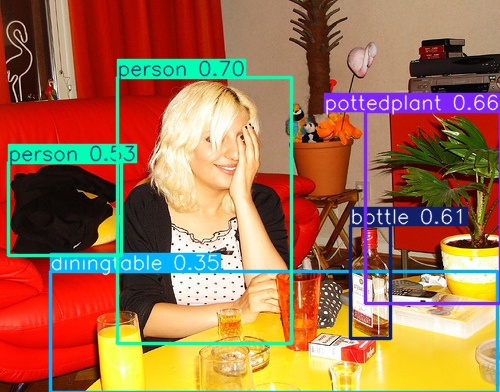 person 0.70
pottedplant 0.66
person 0.53
bottle 0.61
diningtable 0.35